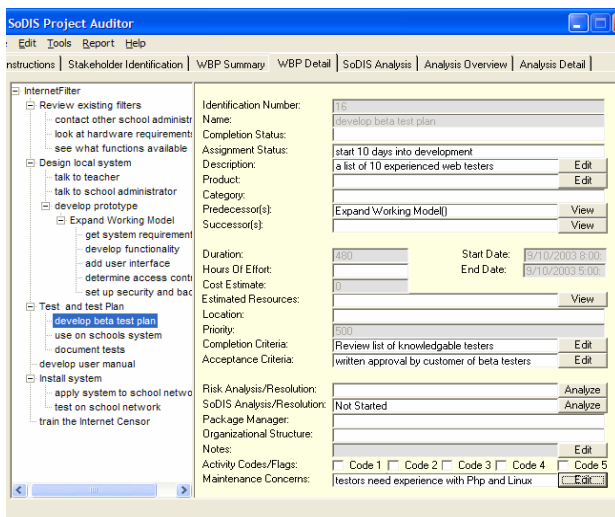 SoDIS Project Auditor
Edit Tools Report Help
nstructions Stakeholder Identification WBP Summary WBP Detail SoDIS Analysis Analysis Overview Analysis Detail
InternetFilter
Review existing filters
contact other school administr
look at hardware requirements
see what functions available
Design local system
talk to teacher
talk to school administrator
develop prototype
Expand Working Model
get system requirement
develop functionality
add user interface
determine access contr
set up security and bac
Test and test Plan
develop beta test plan
use on schools system
document tests
develop user manual
Install system
apply system to school netwo
test on school network
train the Internet Censor
Identification Number: 16
Name: develop beta test plan
Completion Status:
Assignment Status: start 10 days into development
Description: a list of 10 experienced web testers Edit
Product: Edit
Category:
Predecessor(s): Expand Working Model() View
Successor(s): View
Duration: 480 Start Date: 9/10/2003 8:00:
Hours Of Effort: End Date: 9/10/2003 5:00:
Cost Estimate: 0
Estimated Resources: View
Location:
Priority: 500
Completion Criteria: Review list of knowledgable testers Edit
Acceptance Criteria: written approval by customer of beta testers Edit
Risk Analysis/Resolution: Analyze
SoDIS Analysis/Resolution: Not Started Analyze
Package Manager:
Organizational Structure:
Notes: Edit
Activity Codes/Flags: Code 1 Code 2 Code 3 Code 4 Code 5
Maintenance Concerns: testors need experience with Php and Linux Edit